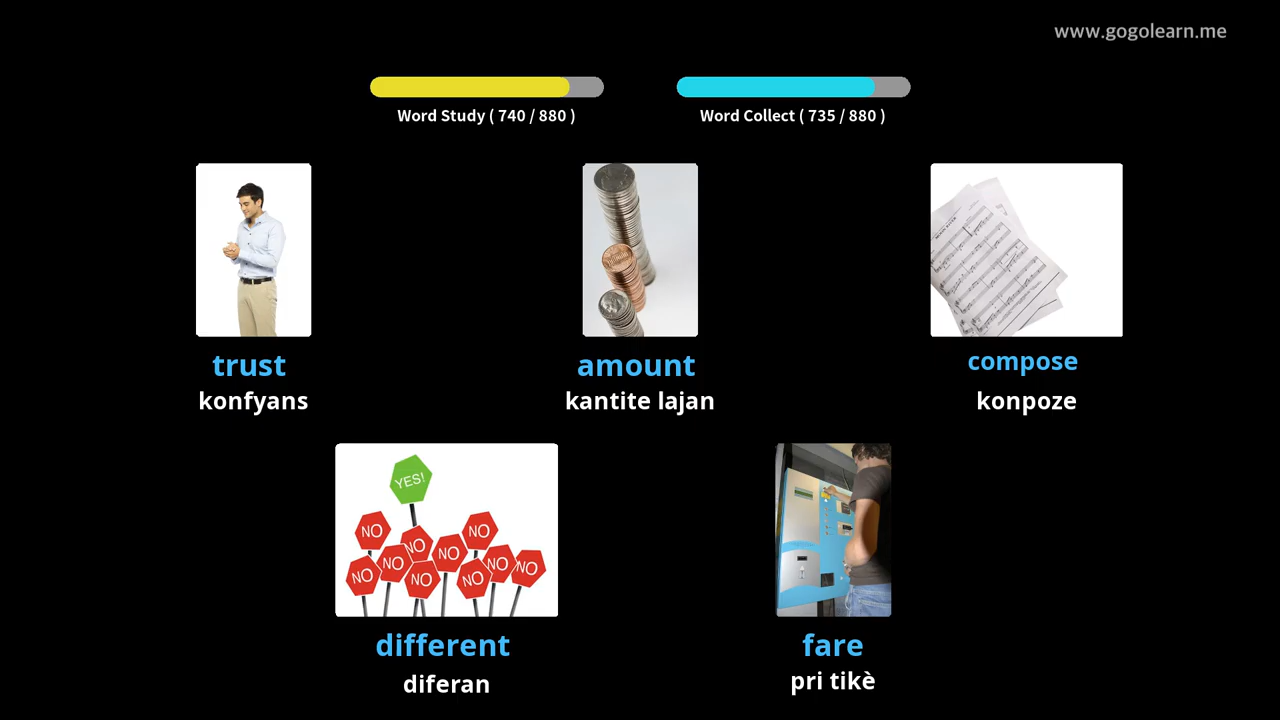 www.gogolearn.me
Word Study ( 740 / 880 )
Word Collect ( 735 / 880 )
trust
konfyans
amount
kantite lajan
compose
konpoze
YES!
NO
NO
NO
NO
NO
NO
NO
NO
NO
NO
different
diferan
fare
pri tikè